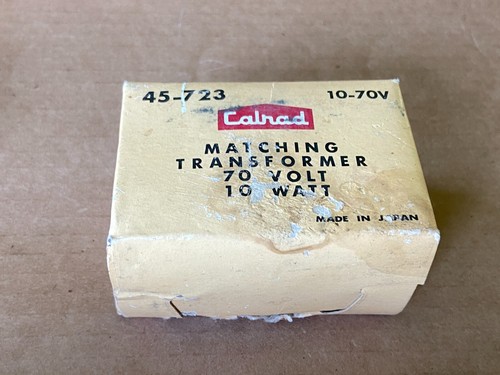 45-723 10-70V
Calrad
MATCHING
TRANSFORMER
70 VOLT
10 WATT
MADE IN JAPAN